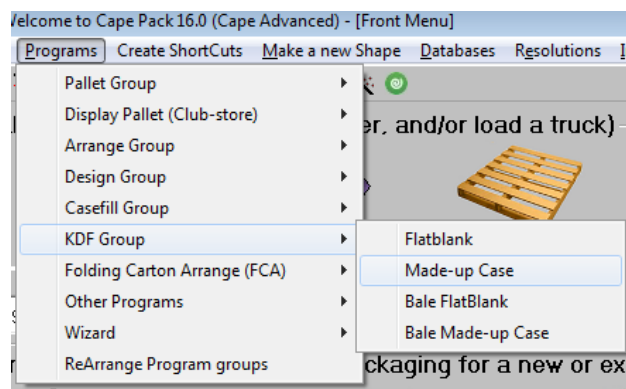 elcome to Cape Pack 16.0 (Cape Advanced) - [Front Menu]
Programs Create ShortCuts Make a new Shape Databases Resolutions
Pallet Group
Display Pallet (Club-store)
er, and/or load a truck)
Arrange Group
Design Group
Casefill Group
KDF Group
Flatblank
Folding Carton Arrange (FCA)
Made-up Case
Other Programs
Bale FlatBlank
Wizard
Bale Made-up Case
ReArrange Program groups
ckaging for a new or ex